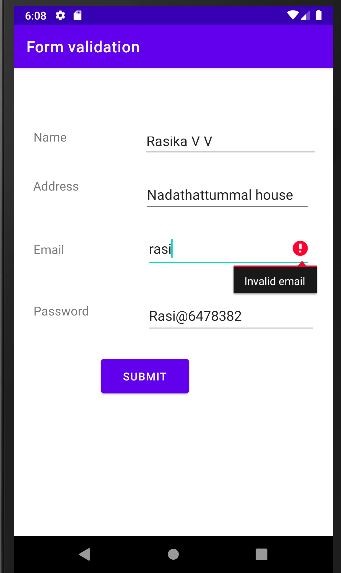 6:08
Form validation
Name
Rasika V V
Address
Nadathattummal house
Email
rasi
Invalid email
Password
Rasi@6478382
SUBMIT